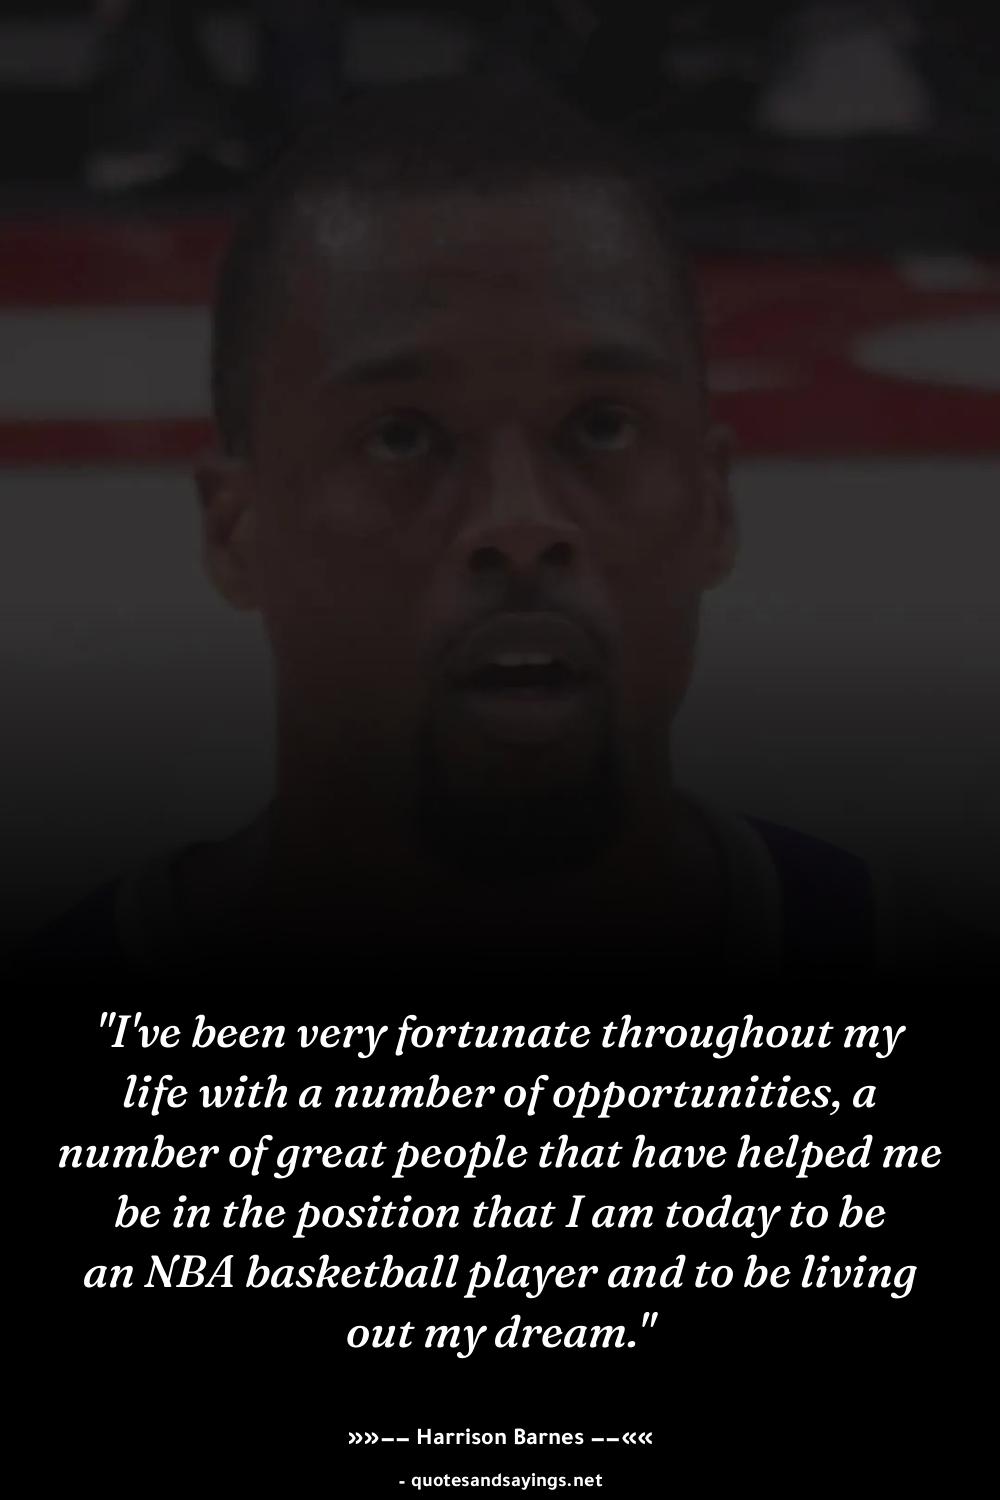 "I've been very fortunate throughout my
life with a number of opportunities, a
number of great people that have helped me
be in the position that I am today to be
an NBA basketball player and to be living
out my dream."
»»−− Harrison Barnes −−««
- quotesandsayings.net